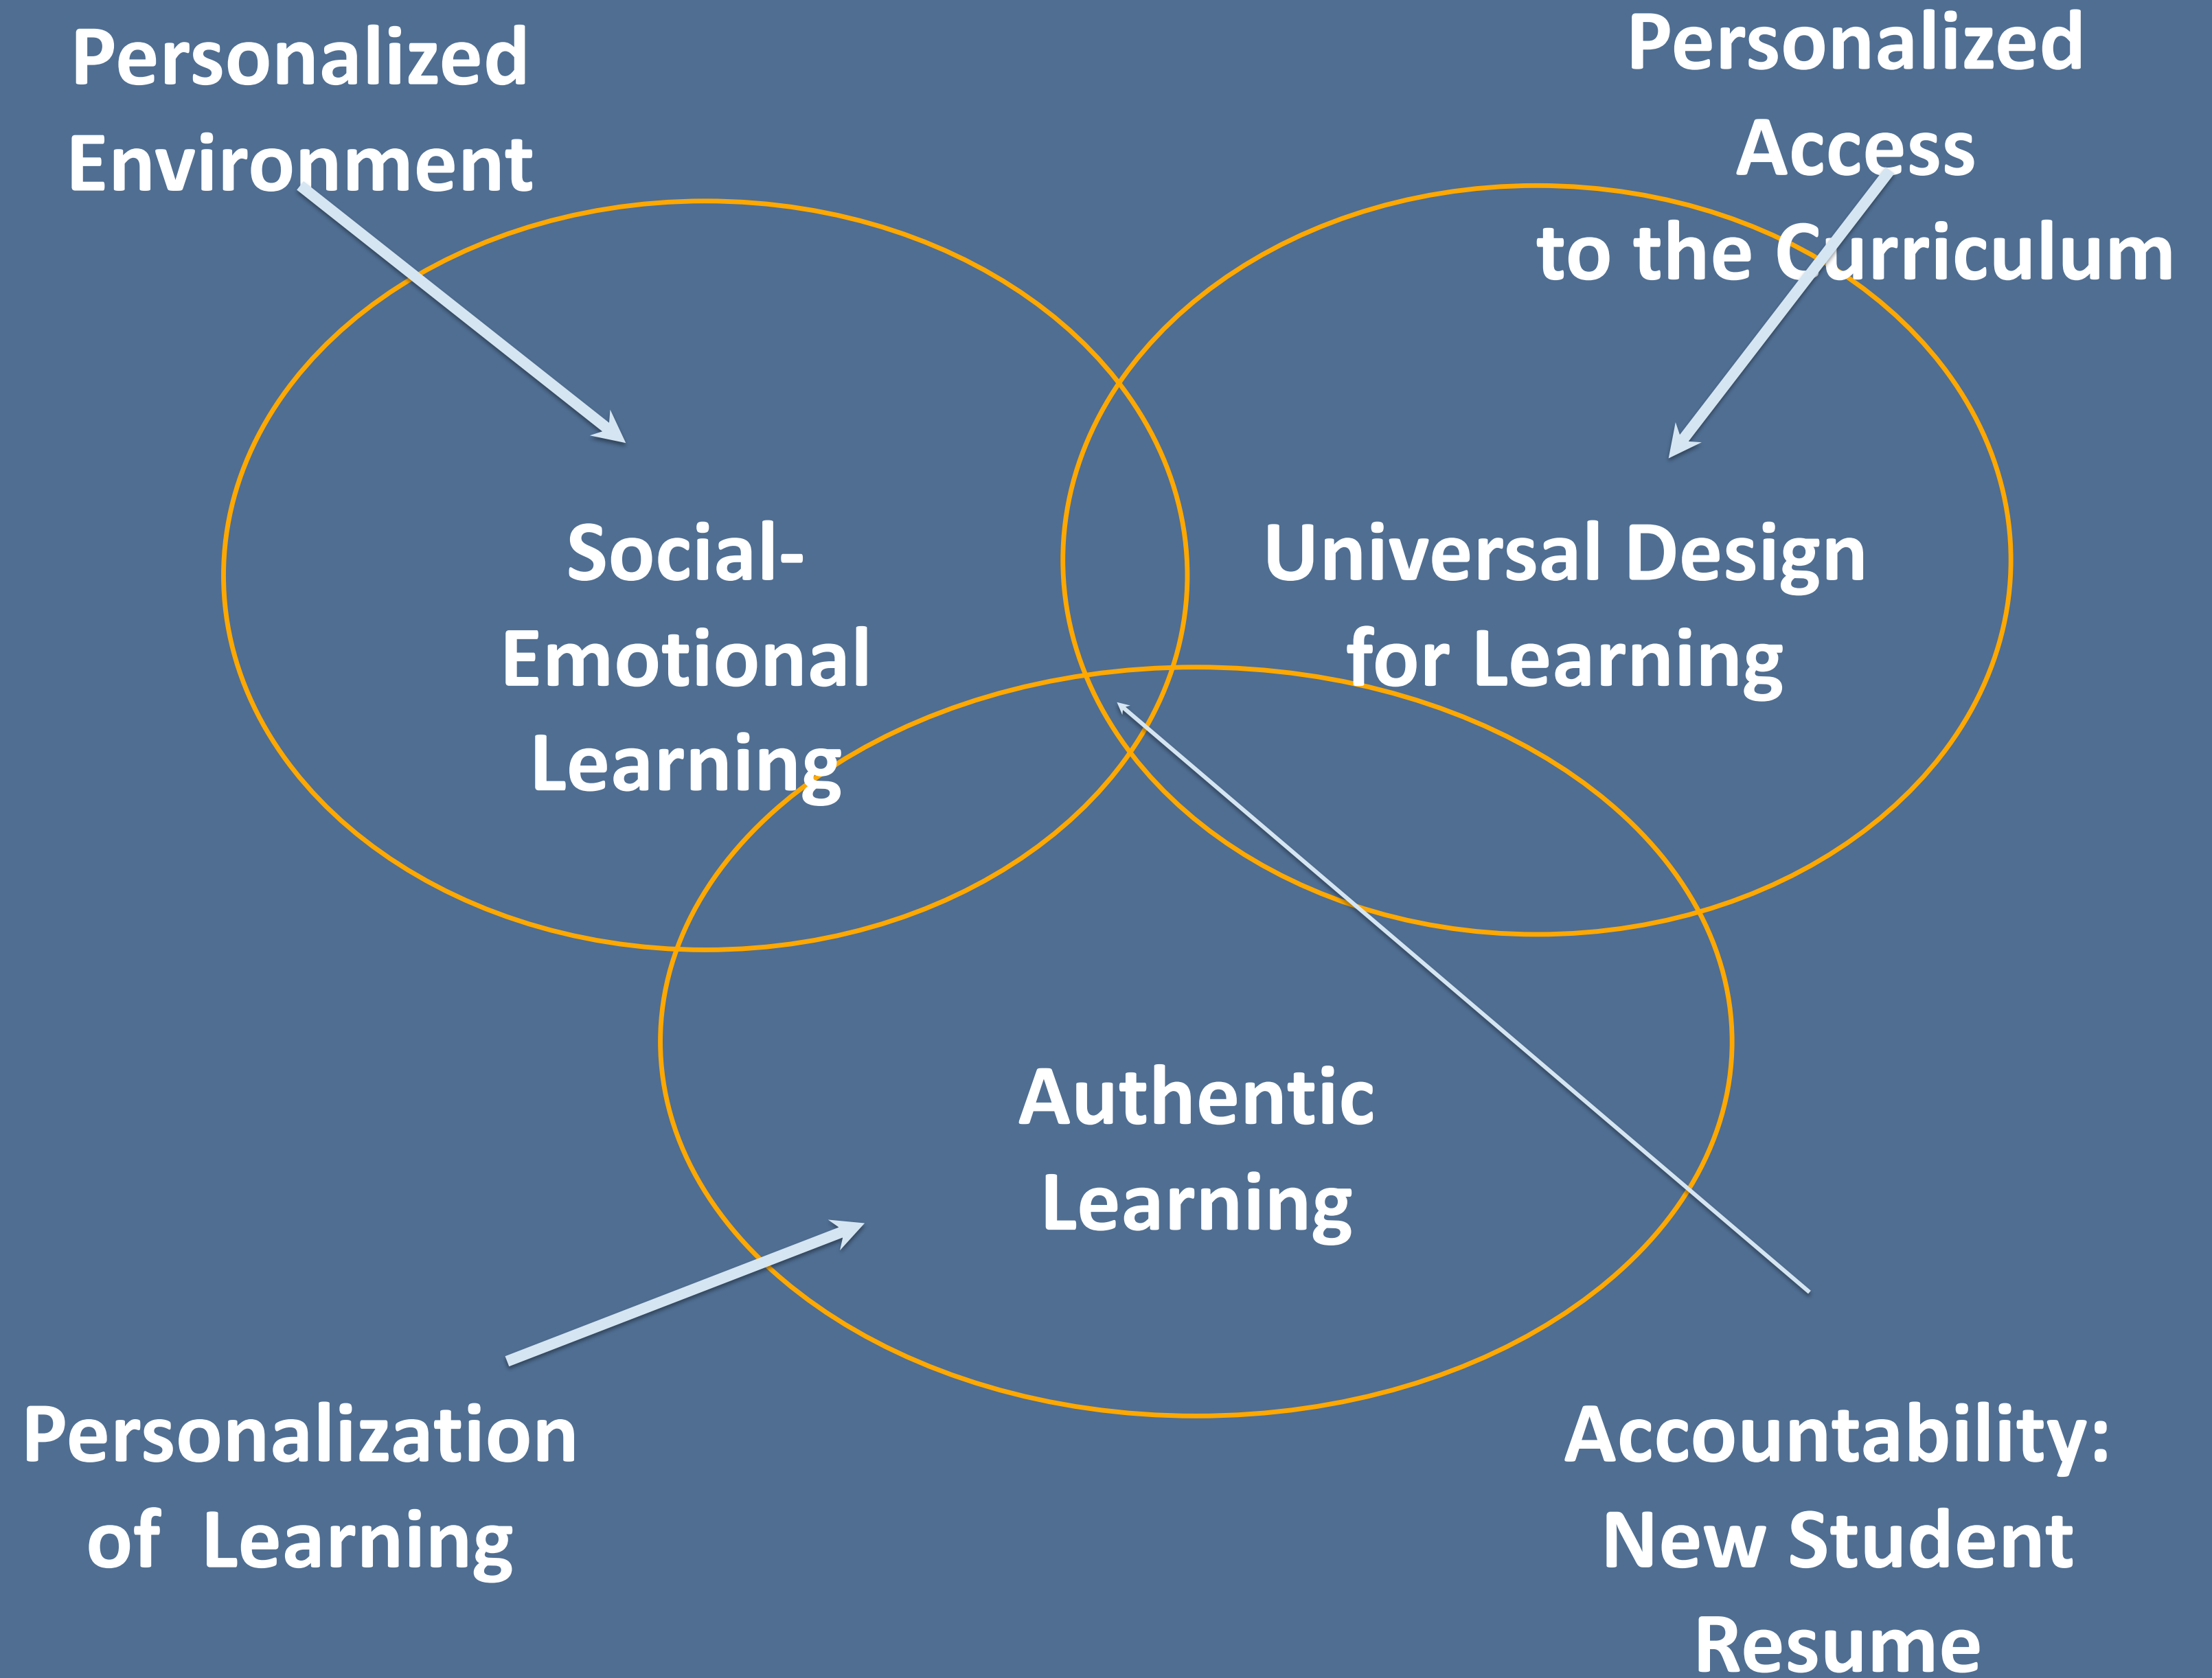 Personalized
Environment
Personalized
Access
to the Curriculum
Social-
Emotional
Learning
Universal Design
for Learning
Authentic
Learning
Personalization
of  Learning
Accountability:
New Student
Resume